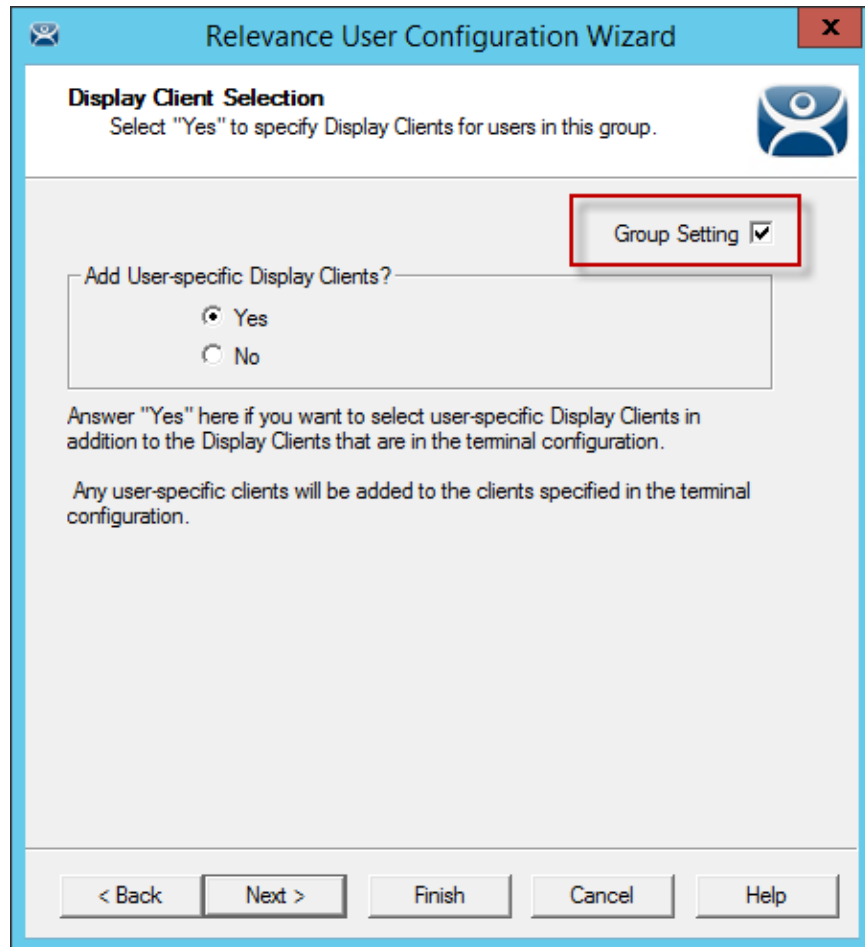 Relevance User Configuration Wizard
x
Display Client Selection
Select "Yes" to specify Display Clients for users in this group.
Group Setting
Add User-specific Display Clients?
Yes
No
Answer "Yes" here if you want to select user-specific Display Clients in
addition to the Display Clients that are in the terminal configuration.
Any user-specific clients will be added to the clients specified in the terminal
configuration.
< Back Next > Finish Cancel Help